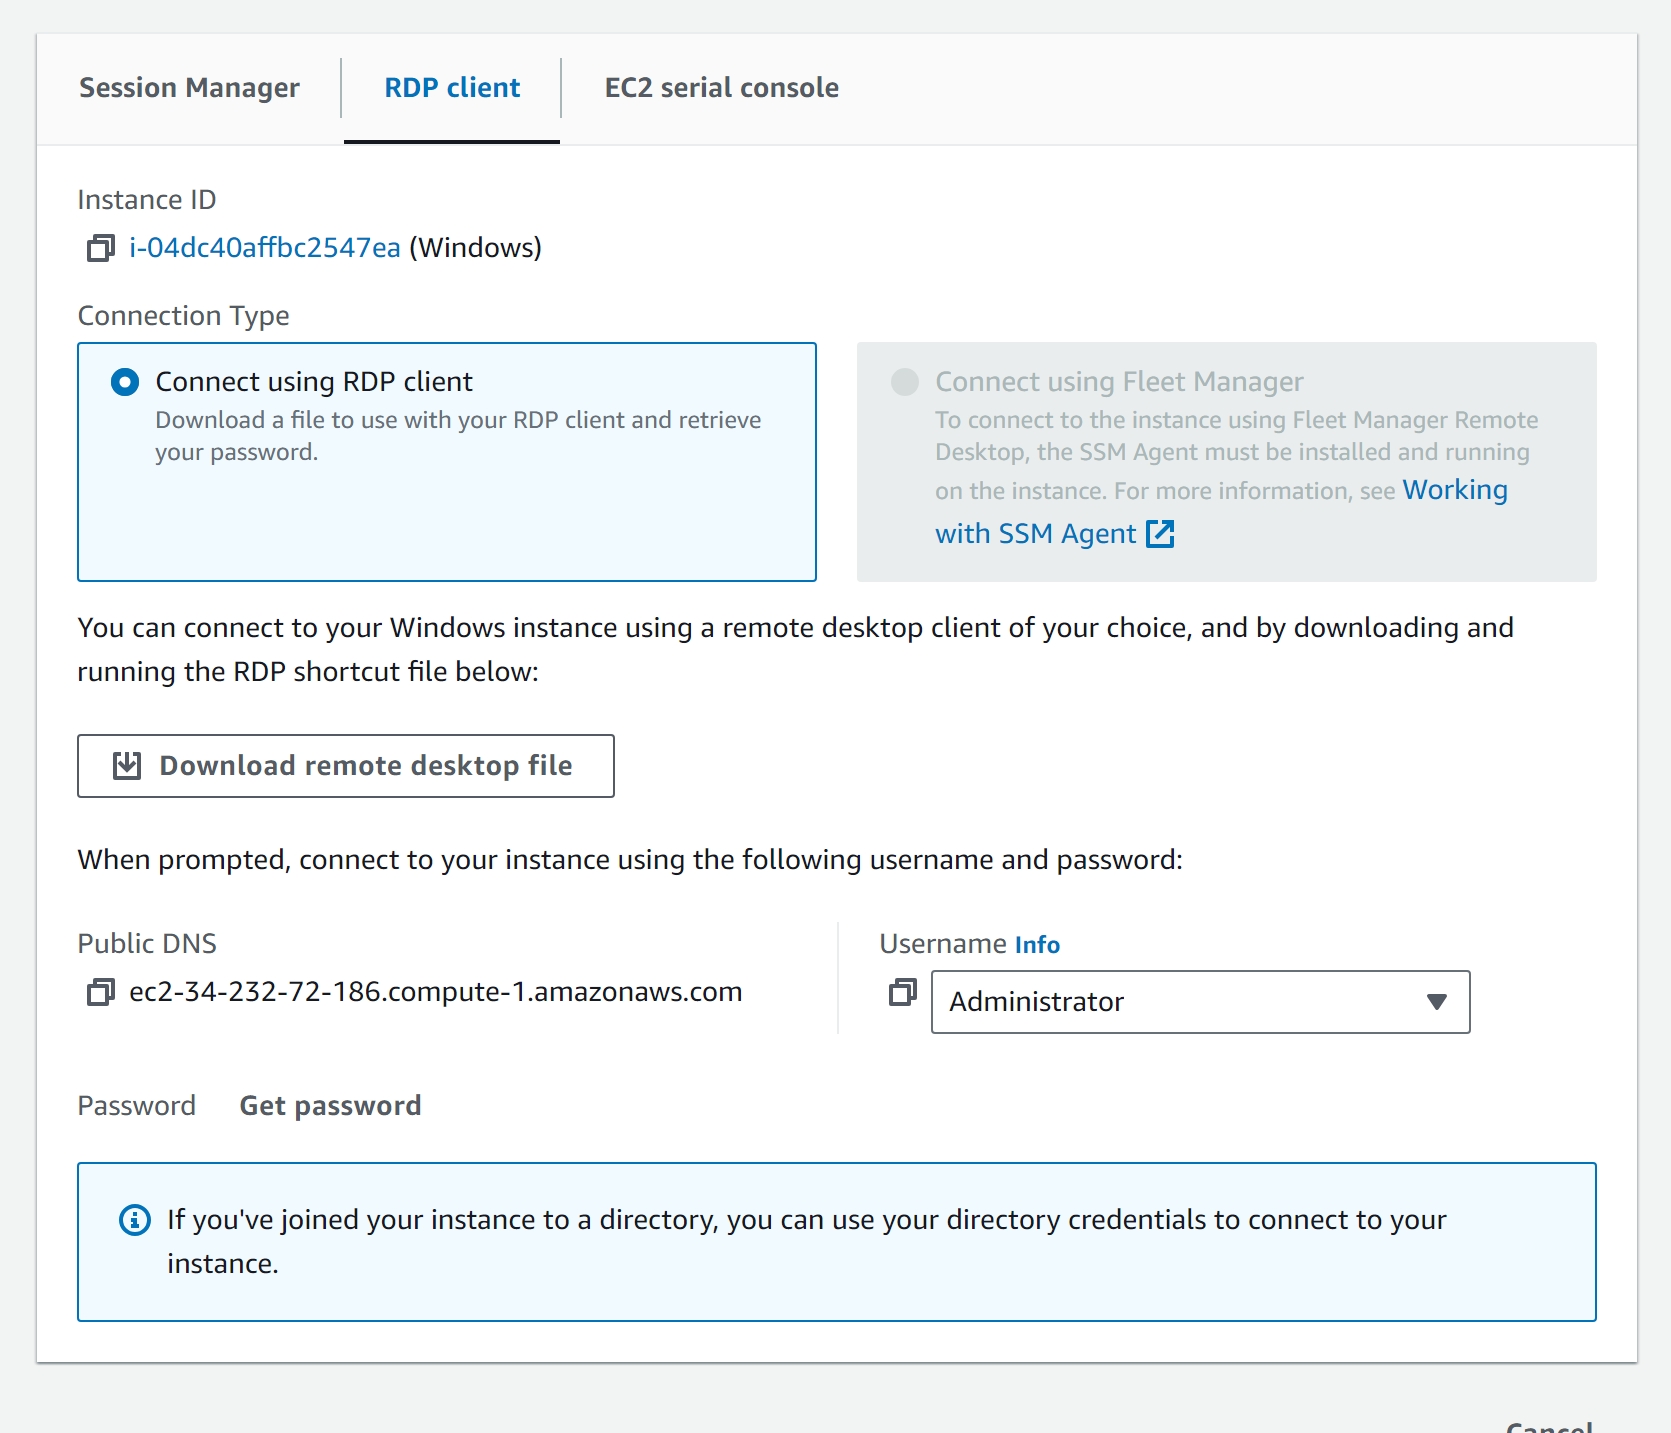 Session Manager
RDP client
EC2 serial console
Instance ID
i-04dc40affbc2547ea (Windows)
Connection Type
Connect using RDP client
Download a file to use with your RDP client and retrieve
your password.
Connect using Fleet Manager
To connect to the instance using Fleet Manager Remote
Desktop, the SSM Agent must be installed and running
on the instance. For more information, see Working
with SSM Agent
You can connect to your Windows instance using a remote desktop client of your choice, and by downloading and
running the RDP shortcut file below:
Download remote desktop file
When prompted, connect to your instance using the following username and password:
Public DNS
ec2-34-232-72-186.compute-1.amazonaws.com
Username Info
Administrator
Password Get password
If you've joined your instance to a directory, you can use your directory credentials to connect to your
instance.
Cancel